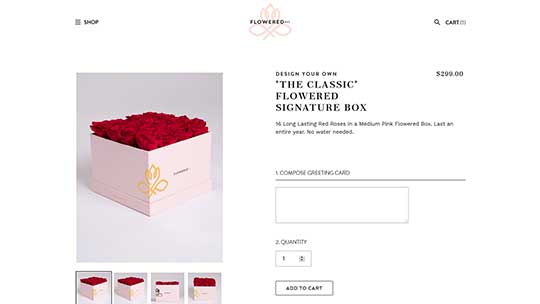 SHOP
FLOWERED
CART (1)
DESIGN YOUR OWN
$299.00
"THE CLASSIC"
FLOWERED
SIGNATURE BOX
16 Long Lasting Red Roses in a Medium Pink Flowered Box. Last an
entire year. No water needed.
FLOWERED
1. COMPOSE GREETING CARD:
2. QUANTITY
1
ADD TO CART